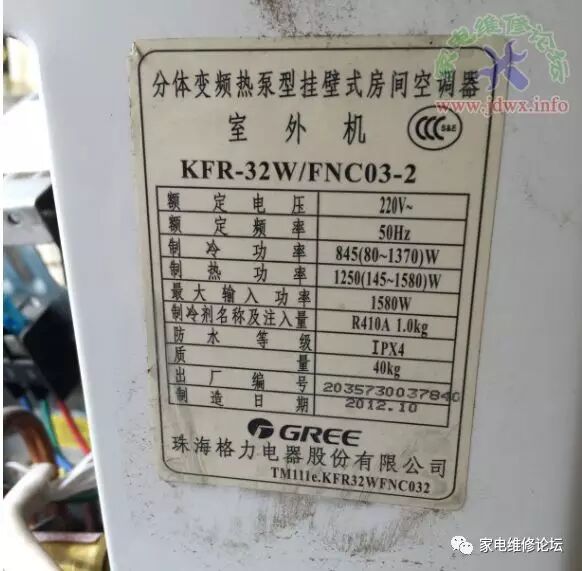 家电维修论坛
www.jdwx.info
分体变频热泵型挂壁式房间空调器
室外机
CCC S&E
KFR-32W/FNC03-2
额定电压 220V~
额定频率 50Hz
制冷功率 845(80~1370)W
制热功率 1250(145~1580)W
最大输入功率 1580W
制冷剂名称及注入量 R410A 1.0kg
防水等级 IPX4
质量 40kg
出厂编号 2035730037840
制造日期 2012.10
GREE
珠海格力电器股份有限公司
TM111e.KFR32WFNC032
家电维修论坛